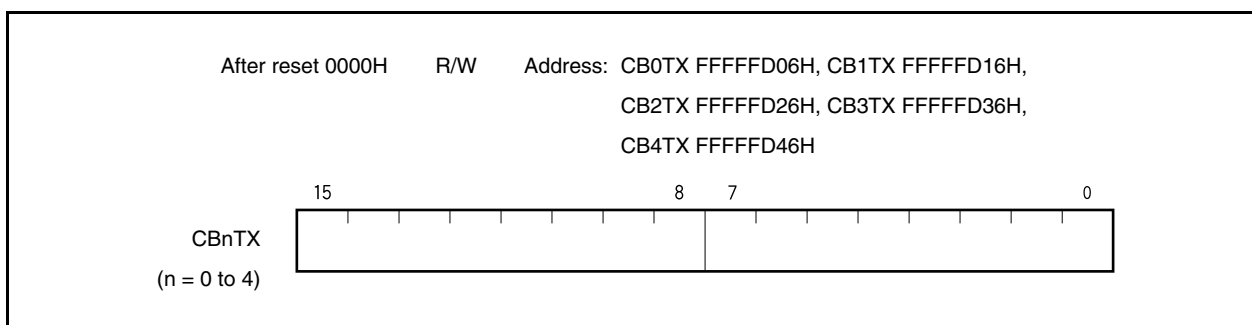 After reset 0000H R/W Address: CB0TX FFFFFD06H, CB1TX FFFFFD16H,
CB2TX FFFFFD26H, CB3TX FFFFFD36H,
CB4TX FFFFFD46H
15 8 7 0
CBnTX
(n = 0 to 4)